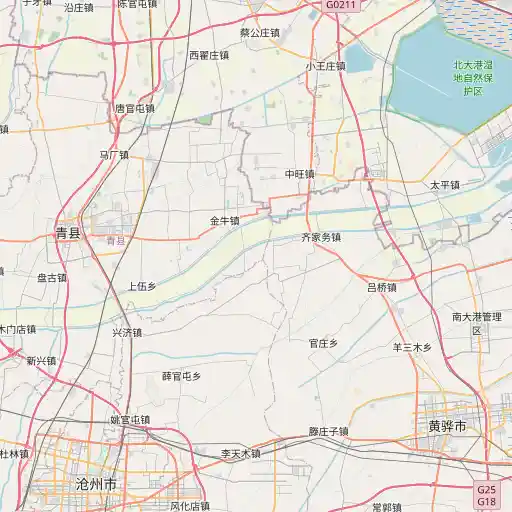 子牙镇
沿庄镇
陈官屯镇
G0211
蔡公庄镇
西翟庄镇
小王庄镇
北大港湿
地自然保
护区
唐官屯镇
马厂镇
中旺镇
太平镇
金牛镇
青县
青县
齐家务镇
盘古镇
上伍乡
吕桥镇
南大港管理
区
木门店镇
兴济镇
官庄乡
羊三木乡
新兴镇
薛官屯乡
姚官屯镇
黄骅市
滕庄子镇
杜林镇
李天木镇
沧州市
G25
G18
风化店镇
常郭镇